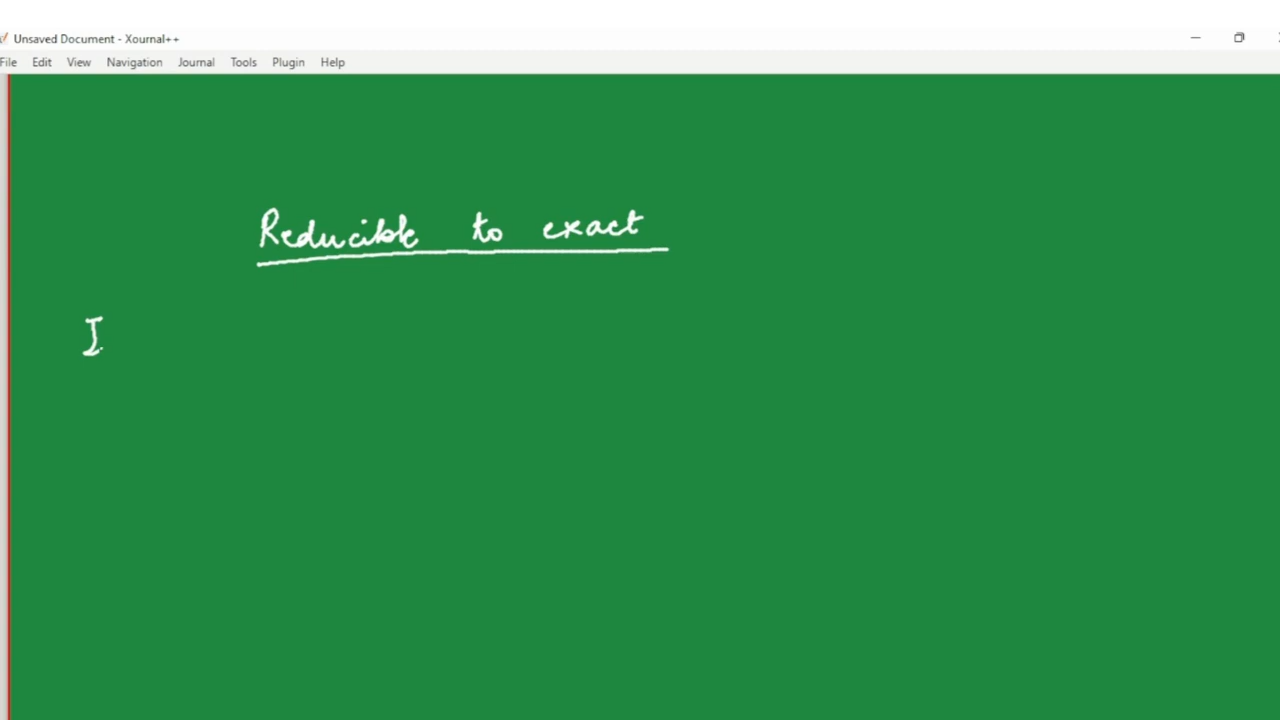 Unsaved Document - Xournal++
File Edit View Navigation Journal Tools Plugin Help
Reducible to exact
I